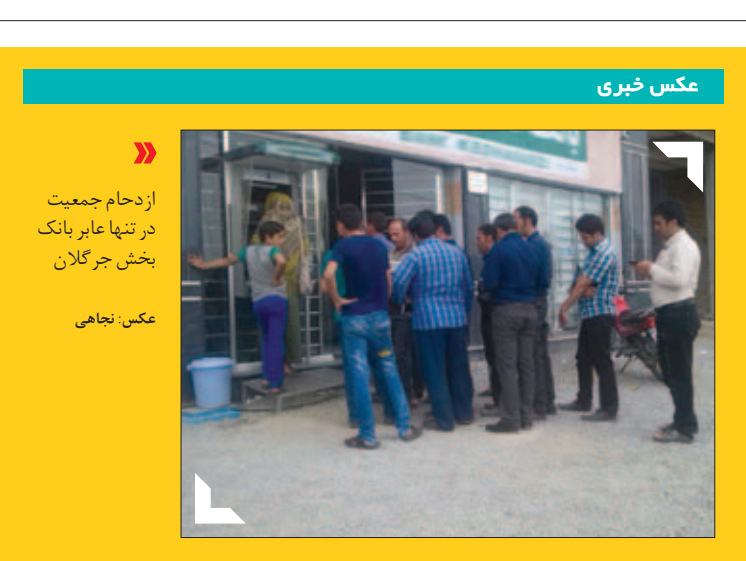 عکس خبری
ازدحام جمعیت
در تنها عابر بانک
بخش جرگلان
عکس: نجاهی